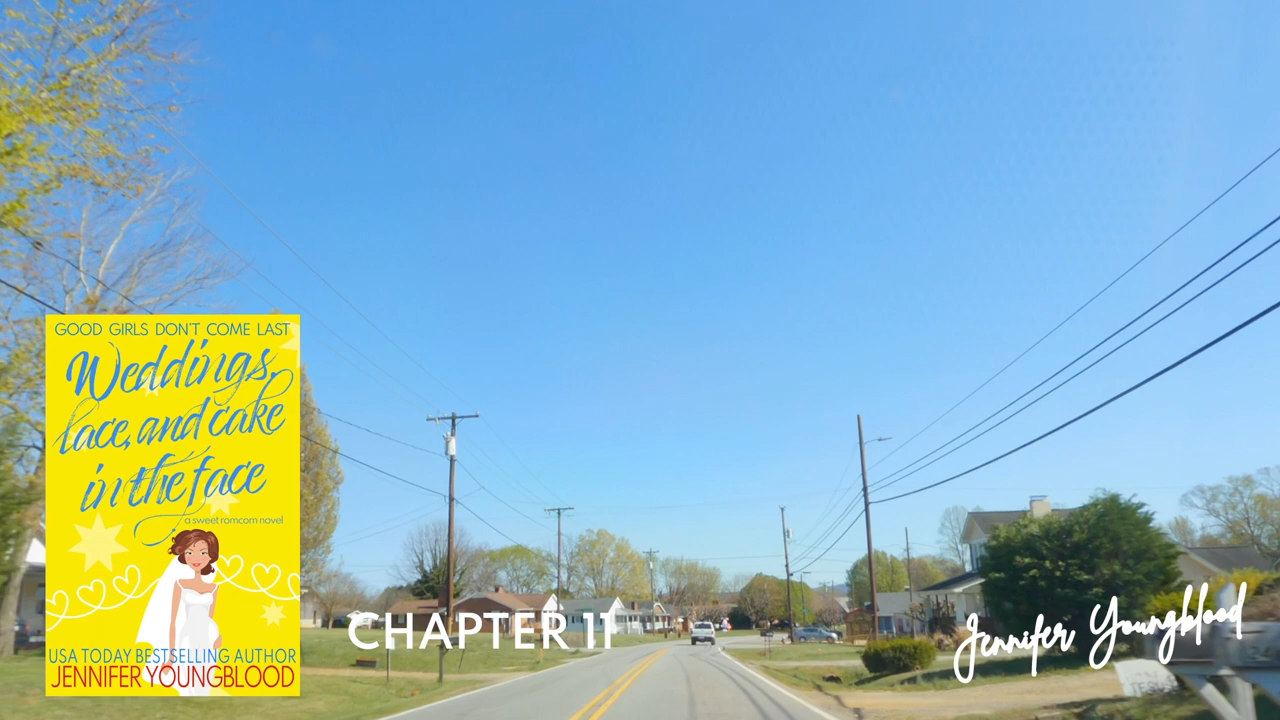 GOOD GIRLS DON'T COME LAST
Weddings,
lace, and cake
in the face
a sweet romcom novel
USA TODAY BESTSELLING AUTHOR
JENNIFER YOUNGBLOOD
CHAPTER 11
Jennifer Youngblood